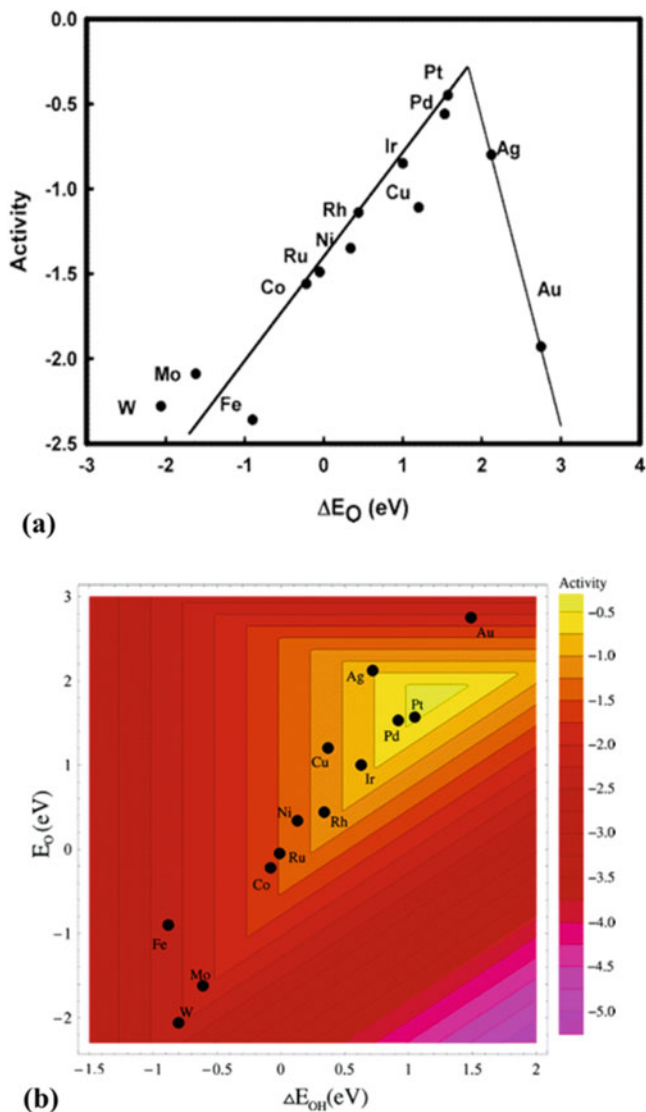 0.0
-0.5
-1.0
-1.5
-2.0
-2.5
Activity
Pt
Pd
Ag
Ir
Cu
Rh
Ni
Ru
Co
Au
Mo
W
Fe
-3 -2 -1 0 1 2 3 4
ΔEO (eV)
(a)
Activity
3
2
1
0
−1
−2
EO (eV)
Au
Ag
Pt
Pd
Cu
Ir
Ni
Rh
Ru
Co
Fe
Mo
W
−0.5
−1.0
−1.5
−2.0
−2.5
−3.0
−3.5
−4.0
−4.5
−5.0
−1.5 −1 −0.5 0 0.5 1 1.5 2
ΔEOH(eV)
(b)